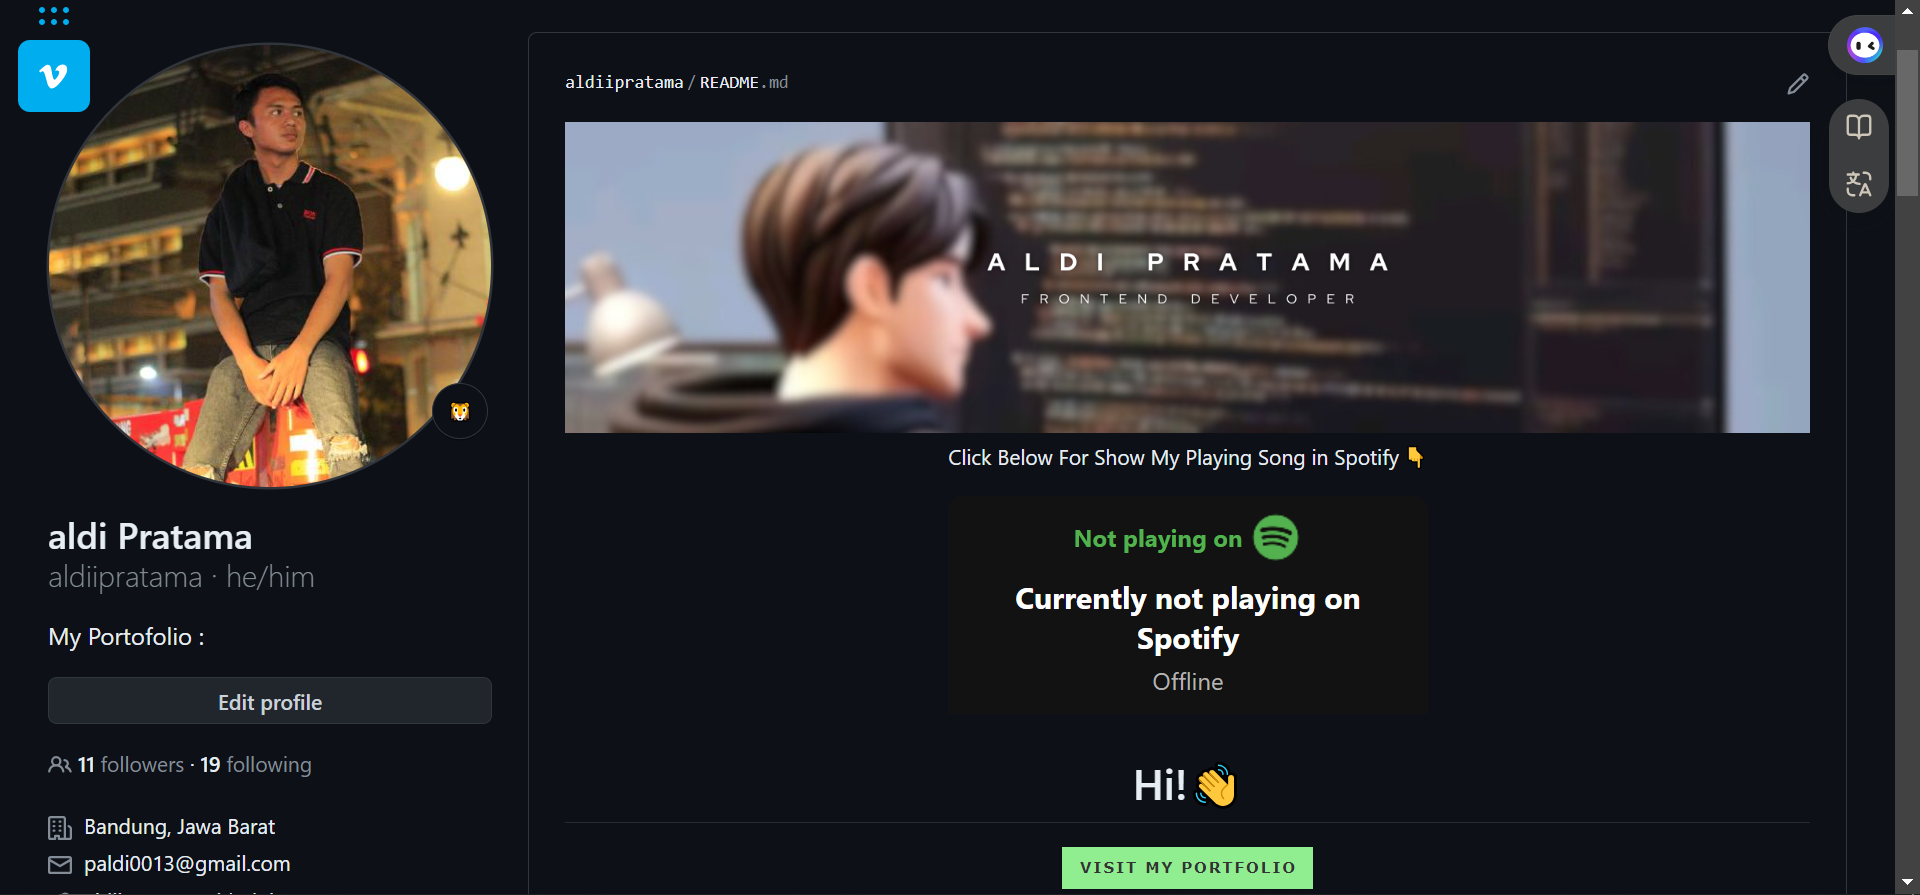 aldiipratama / README.md
ALDI PRATAMA
FRONTEND DEVELOPER
Click Below For Show My Playing Song in Spotify 👇
Not playing on
Currently not playing on
Spotify
Offline
Hi! 👋
VISIT MY PORTFOLIO
aldi Pratama
aldiipratama · he/him
My Portofolio :
Edit profile
11 followers · 19 following
Bandung, Jawa Barat
paldi0013@gmail.com